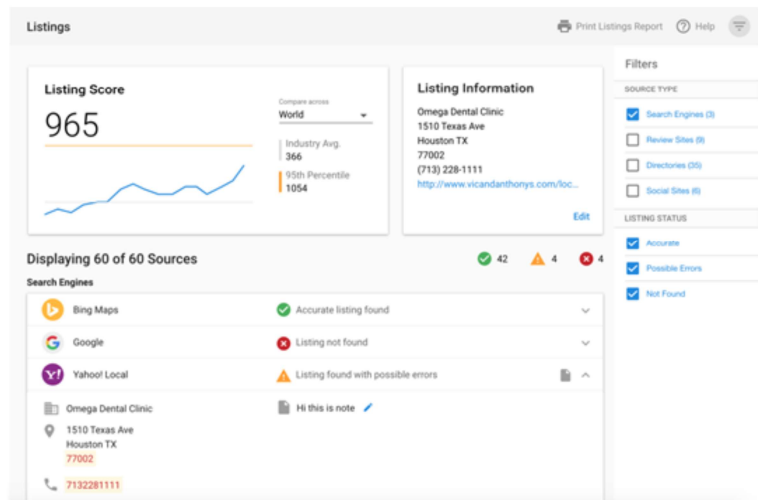 Listings
Print Listings Report
Help
Listing Score
965
Compare across
World
Industry Avg.
366
95th Percentile
1054
Listing Information
Omega Dental Clinic
1510 Texas Ave
Houston TX
77002
(713) 228-1111
http://www.vicandanthonys.com/loc...
Edit
Filters
SOURCE TYPE
Search Engines (3)
Review Sites (9)
Directories (35)
Social Sites (6)
LISTING STATUS
Accurate
Possible Errors
Not Found
Displaying 60 of 60 Sources
42
4
4
Search Engines
Bing Maps
Accurate listing found
Google
Listing not found
Yahoo! Local
Listing found with possible errors
Omega Dental Clinic
Hi this is note
1510 Texas Ave
Houston TX
77002
7132281111